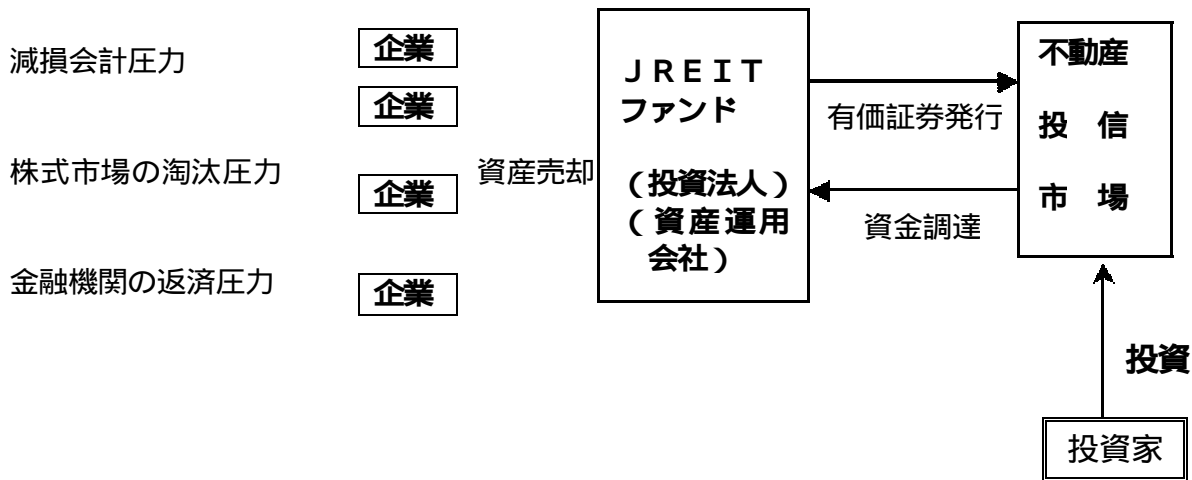 減損会計圧力
株式市場の淘汰圧力
金融機関の返済圧力
企業
企業
企業
企業
資産売却
ＪＲＥＩＴ
ファンド
（投資法人）
（資産運用
会社）
有価証券発行
資金調達
不動産
投　信
市　場
投資
投資家